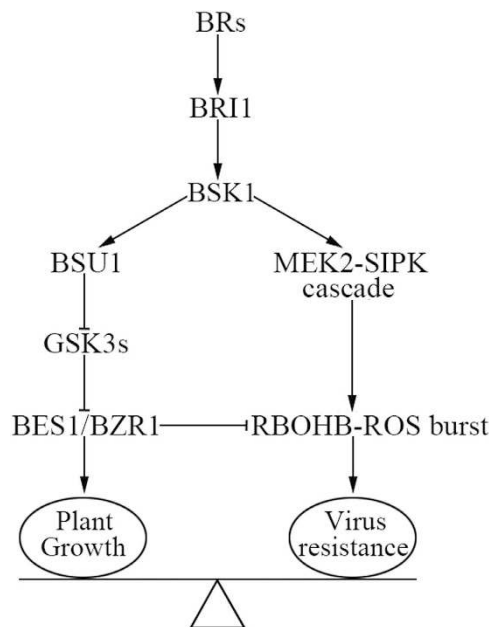 BRs
BRI1
BSK1
BSU1
MEK2-SIPK
cascade
GSK3s
BES1/BZR1
RBOHB-ROS burst
Plant
Growth
Virus
resistance